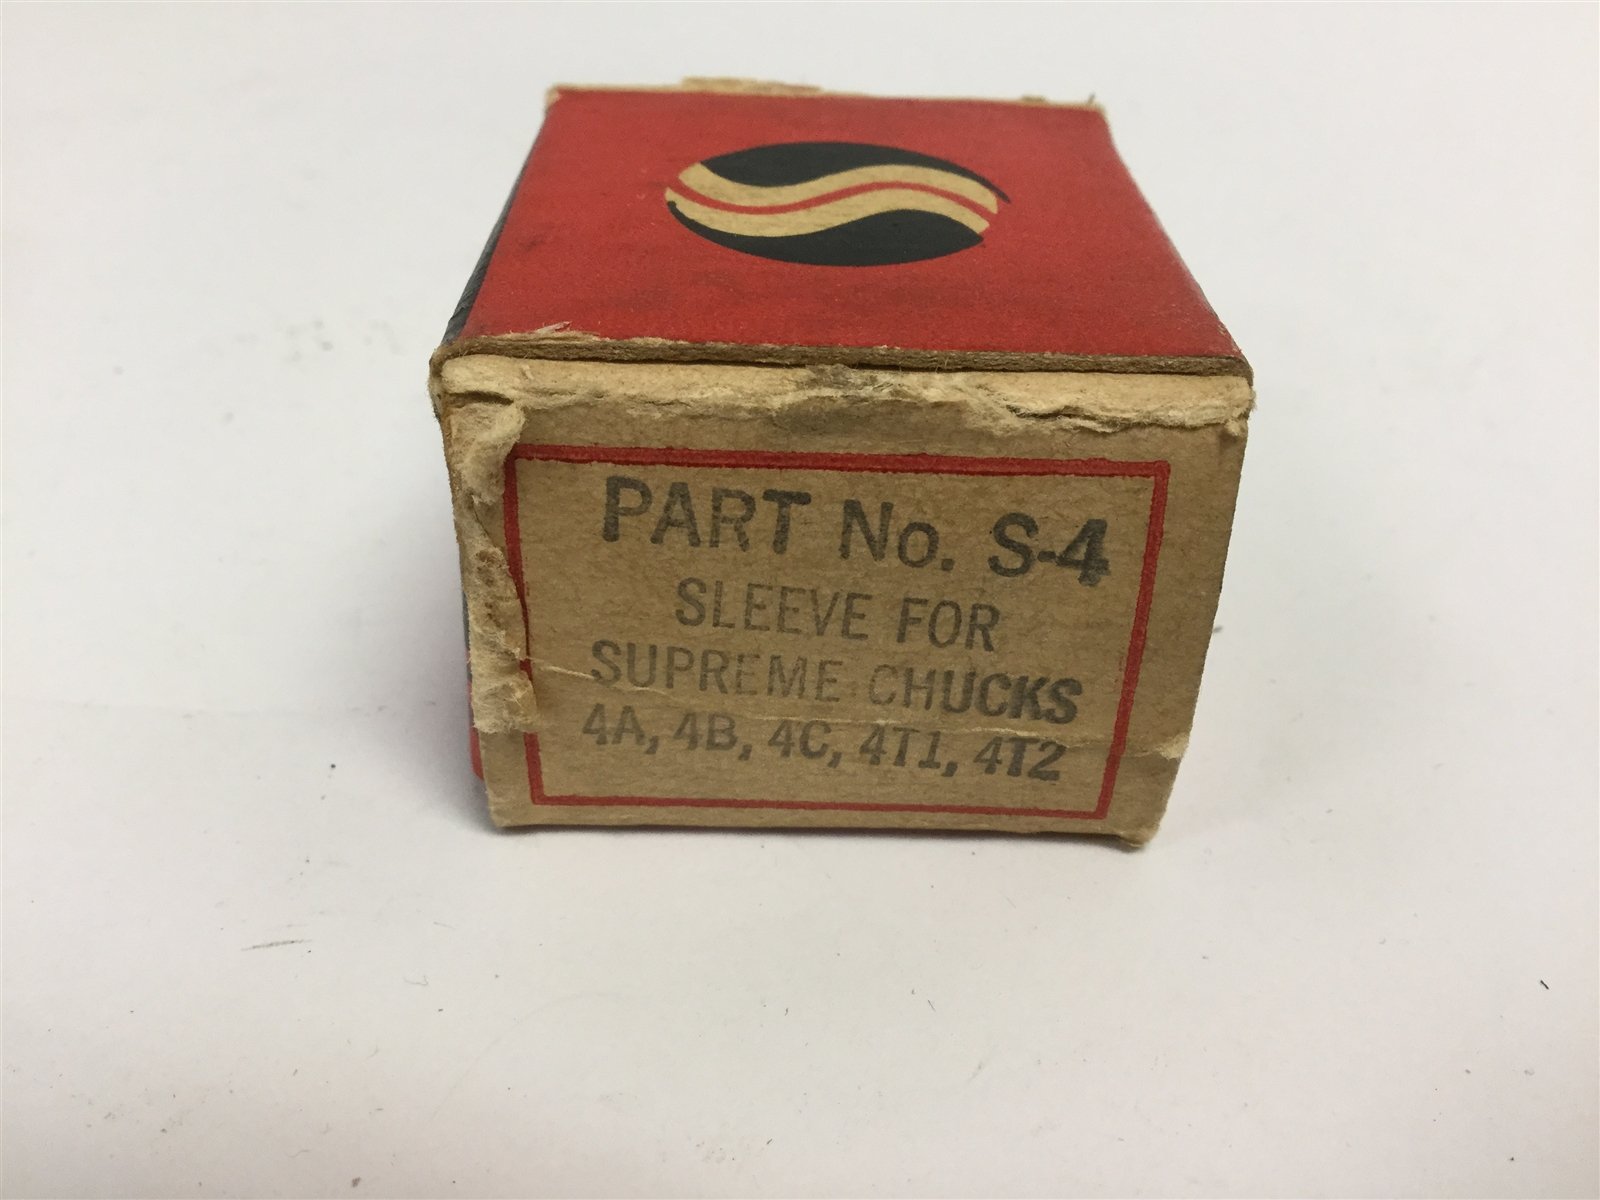 PART No. S-4
SLEEVE FOR
SUPREME CHUCKS
4A, 4B, 4C, 4T1, 4T2